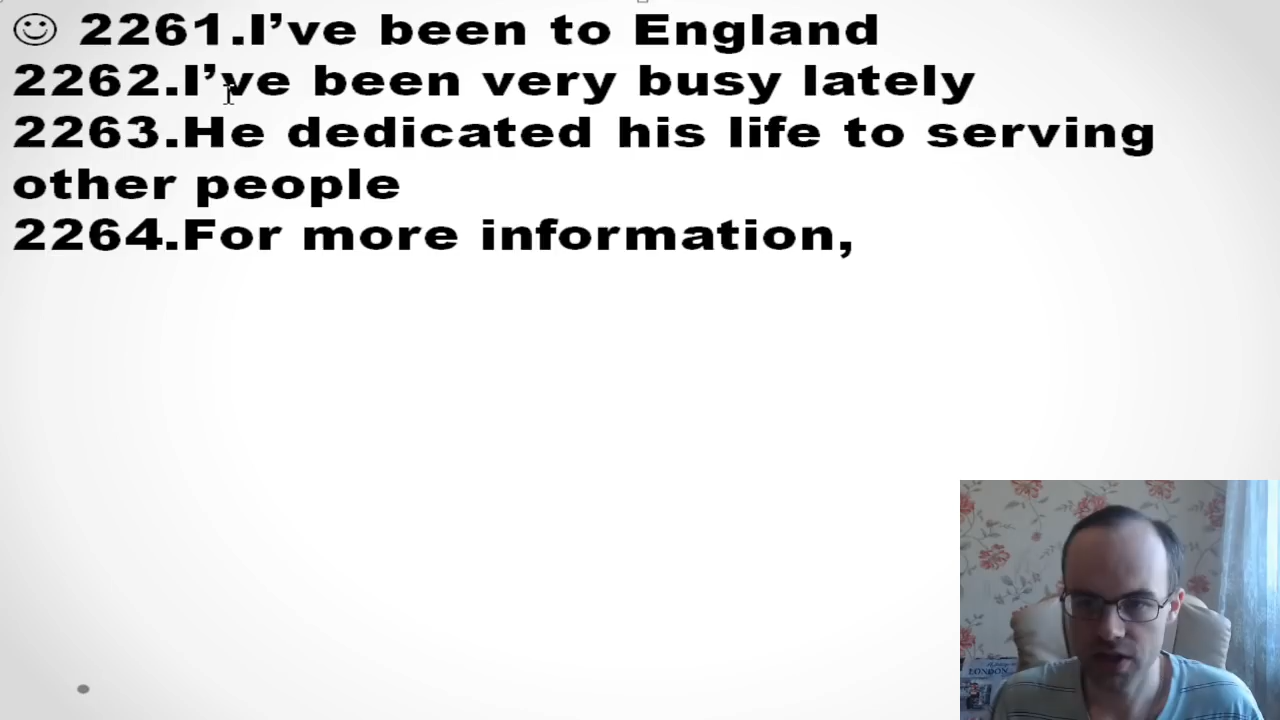 ☺ 2261.I’ve been to England
2262.I’ve been very busy lately
2263.He dedicated his life to serving
other people
2264.For more information,
LONDON